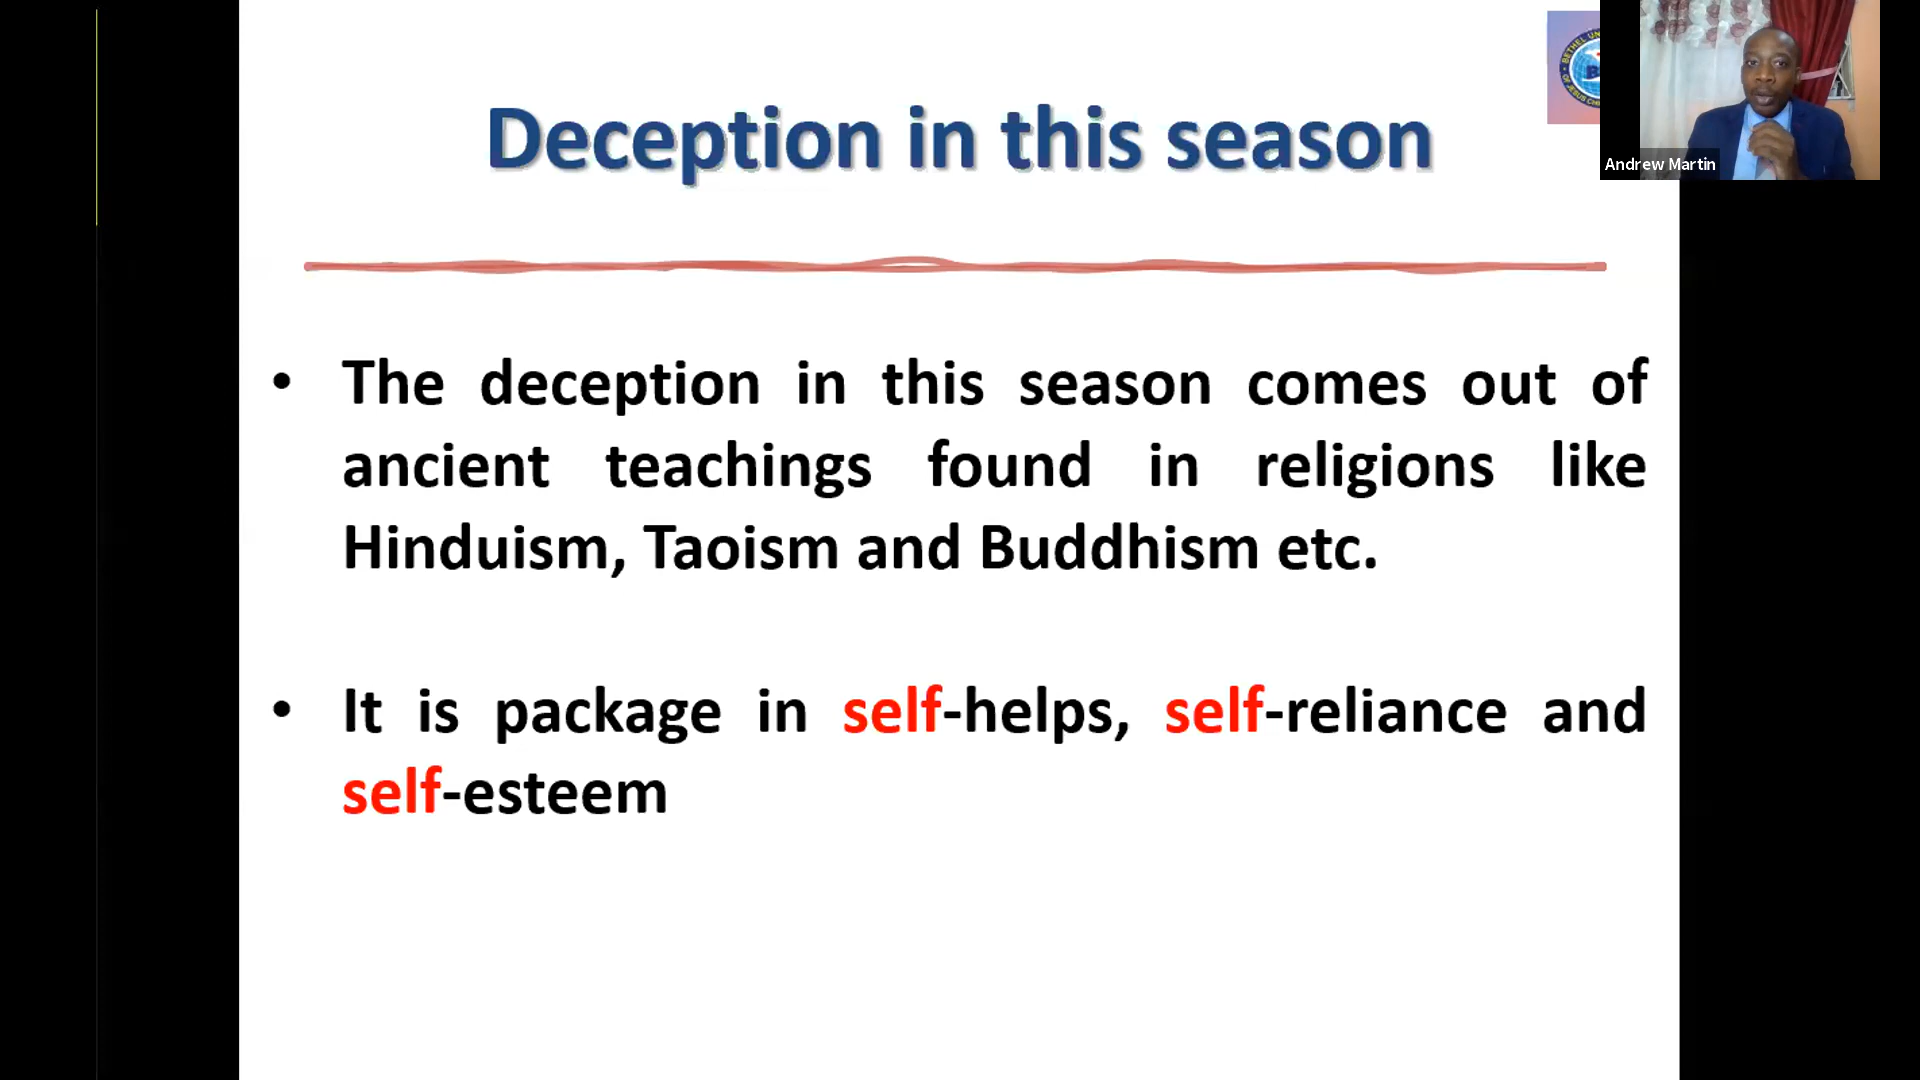 Deception in this season
Andrew Martin
• The deception in this season comes out of
ancient teachings found in religions like
Hinduism, Taoism and Buddhism etc.
• It is package in self-helps, self-reliance and
self-esteem